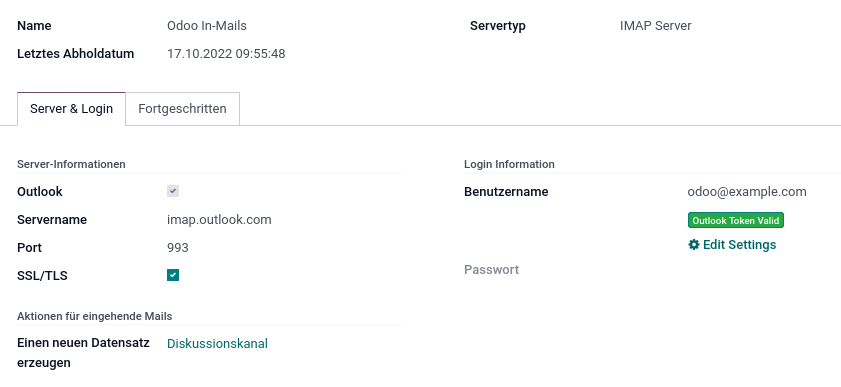 Name Odoo In-Mails Servertyp IMAP Server
Letztes Abholdatum 17.10.2022 09:55:48
Server & Login Fortgeschritten
Server-Informationen
Outlook
Servername imap.outlook.com
Port 993
SSL/TLS
Aktionen für eingehende Mails
Einen neuen Datensatz erzeugen Diskussionskanal
Login Information
Benutzername odoo@example.com
Outlook Token Valid
Edit Settings
Passwort